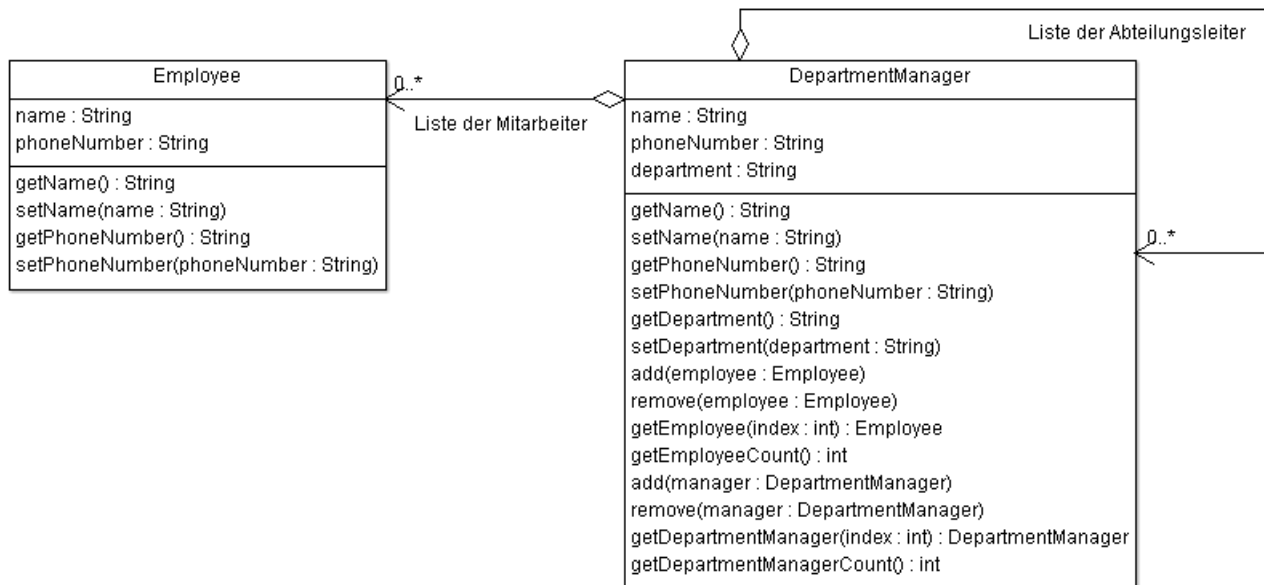 Liste der Abteilungsleiter
Employee
name : String
phoneNumber : String
getName() : String
setName(name : String)
getPhoneNumber() : String
setPhoneNumber(phoneNumber : String)
0..*
Liste der Mitarbeiter
DepartmentManager
name : String
phoneNumber : String
department : String
getName() : String
setName(name : String)
getPhoneNumber() : String
setPhoneNumber(phoneNumber : String)
getDepartment() : String
setDepartment(department : String)
add(employee : Employee)
remove(employee : Employee)
getEmployee(index : int) : Employee
getEmployeeCount() : int
add(manager : DepartmentManager)
remove(manager : DepartmentManager)
getDepartmentManager(index : int) : DepartmentManager
getDepartmentManagerCount() : int
0..*